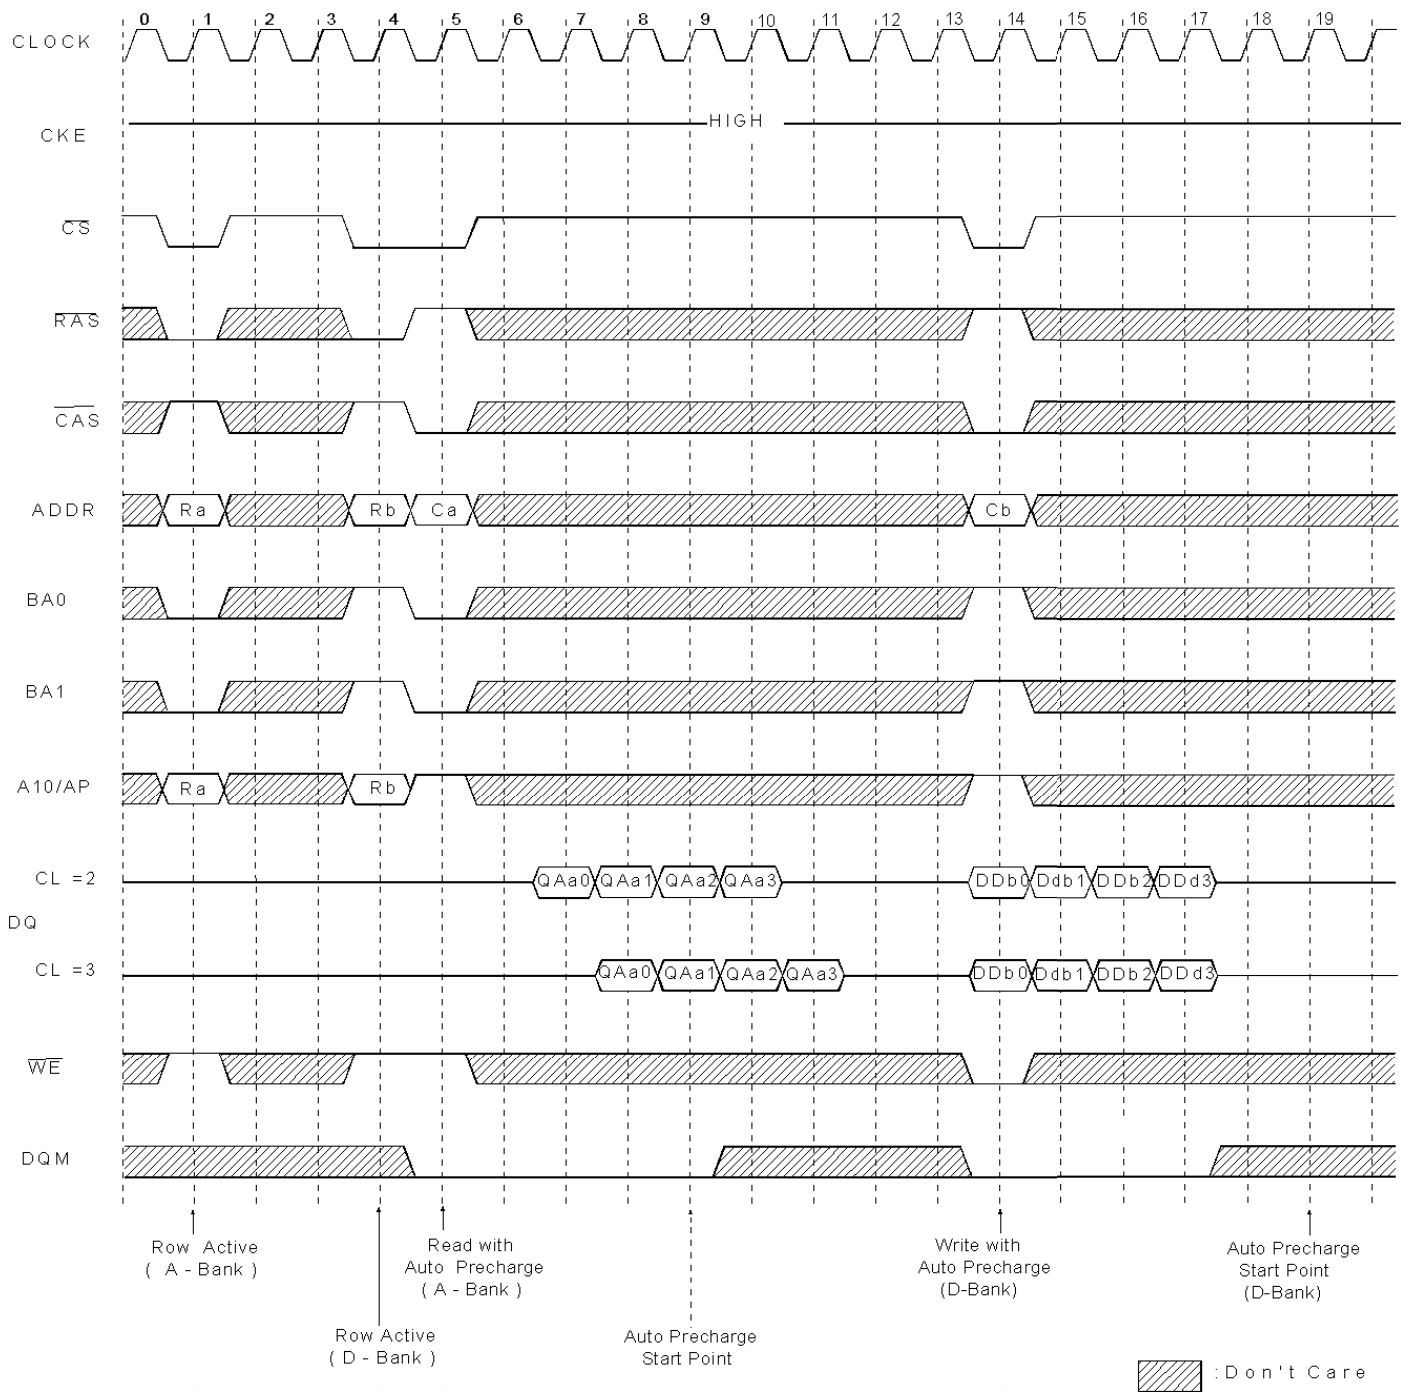 0 1 2 3 4 5 6 7 8 9 10 11 12 13 14 15 16 17 18 19
CLOCK
CKE
HIGH
CS
RAS
CAS
ADDR Ra Rb Ca Cb
BA0
BA1
A10/AP Ra Rb
CL =2 QAa0 QAa1 QAa2 QAa3 DDb0 Ddb1 DDb2 DDd3
DQ
CL =3 QAa0 QAa1 QAa2 QAa3 DDb0 Ddb1 DDb2 DDd3
WE
DQM
Row Active
( A - Bank )
Row Active
( D - Bank )
Read with
Auto Precharge
( A - Bank )
Auto Precharge
Start Point
Write with
Auto Precharge
(D-Bank)
Auto Precharge
Start Point
(D-Bank)
:Don't Care